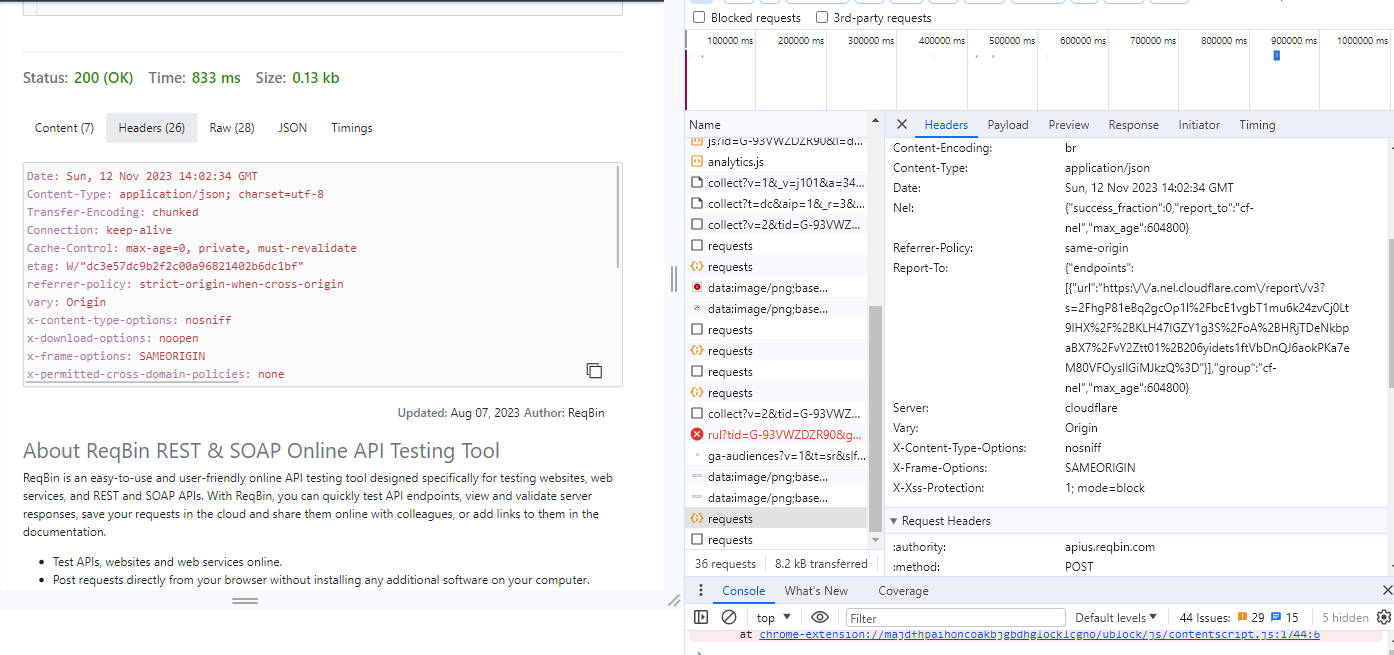 Status: 200 (OK) Time: 833 ms Size: 0.13 kb
Content (7) Headers (26) Raw (28) JSON Timings
Date: Sun, 12 Nov 2023 14:02:34 GMT
Content-Type: application/json; charset=utf-8
Transfer-Encoding: chunked
Connection: keep-alive
Cache-Control: max-age=0, private, must-revalidate
etag: W/"dc3e57dc9b2f2c00a96821402b6dc1bf"
referrer-policy: strict-origin-when-cross-origin
vary: Origin
x-content-type-options: nosniff
x-download-options: noopen
x-frame-options: SAMEORIGIN
x-permitted-cross-domain-policies: none
Updated: Aug 07, 2023 Author: ReqBin
About ReqBin REST & SOAP Online API Testing Tool
ReqBin is an easy-to-use and user-friendly online API testing tool designed specifically for testing websites, web
services, and REST and SOAP APIs. With ReqBin, you can quickly test API endpoints, view and validate server
responses, save your requests in the cloud and share them online with colleagues, or add links to them in the
documentation.
• Test APIs, websites and web services online.
• Post requests directly from your browser without installing any additional software on your computer.
Blocked requests 3rd-party requests
100000 ms 200000 ms 300000 ms 400000 ms 500000 ms 600000 ms 700000 ms 800000 ms 900000 ms 1000000 ms
Name
js?id=G-93VWZDZR90&l=d...
analytics.js
collect?v=1&_v=j101&a=34...
collect?t=dc&aip=1&_r=3&...
collect?v=2&tid=G-93VWZ...
requests
requests
data:image/png;base...
data:image/png;base...
requests
requests
requests
requests
collect?v=2&tid=G-93VWZ...
rul?tid=G-93VWZDZR90&g...
ga-audiences?v=1&t=sr&slf...
data:image/png;base...
data:image/png;base...
requests
requests
36 requests 8.2 kB transferred
Headers Payload Preview Response Initiator Timing
Content-Encoding: br
Content-Type: application/json
Date: Sun, 12 Nov 2023 14:02:34 GMT
Nel: {"success_fraction":0,"report_to":"cf-
nel","max_age":604800}
Referrer-Policy: same-origin
Report-To: {"endpoints":
[{"url":"https:\/\/a.nel.cloudflare.com\/report\/v3?
s=2FhgP81eBq2gcOp1I%2FbcE1vgbT1mu6k24zvCj0Lt
9IHX%2F%2BKLH47IGZY1g3S%2FoA%2BHRjTDeNkbp
aBX7%2FvY2Ztt01%2B206yidets1ftVbDnQJ6aokPKa7e
M80VFOysIIGiMJkzQ%3D"}],"group":"cf-
nel","max_age":604800}
Server: cloudflare
Vary: Origin
X-Content-Type-Options: nosniff
X-Frame-Options: SAMEORIGIN
X-Xss-Protection: 1; mode=block
Request Headers
:authority: apius.reqbin.com
:method: POST
Console What's New Coverage
top Filter Default levels 44 Issues: 29 15 5 hidden
at chrome-extension://majdfhpaihoncoakbjgbdhglocklcgno/ublock/js/contentscript.js:1744:6